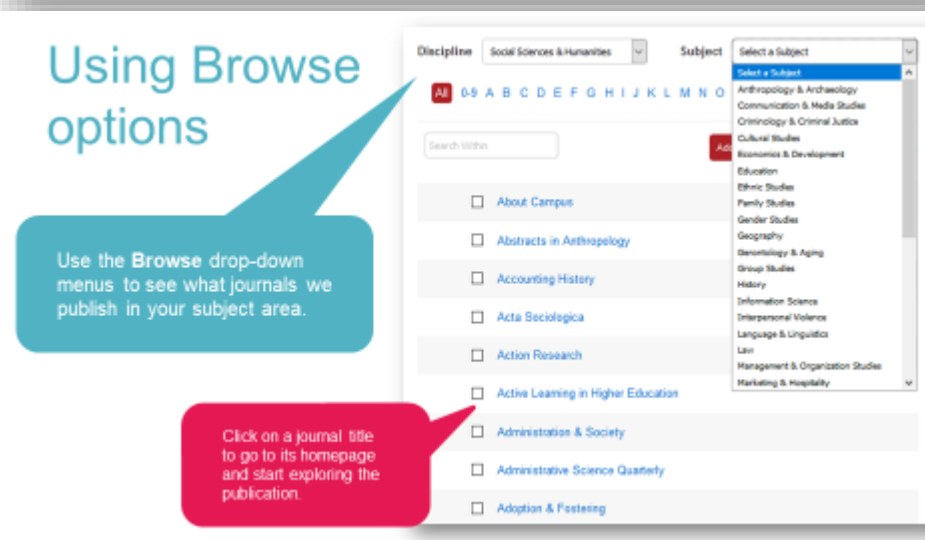 Using Browse
options
Use the Browse drop-down
menus to see what journals we
publish in your subject area.
Click on a journal title
to go to its homepage
and start exploring the
publication.
Discipline Social Sciences & Humanities Subject Select a Subject
All 0-9 A B C D E F G H I J K L M N O
Search Within
Select a Subject
Anthropology & Archaeology
Communication & Media Studies
Criminology & Criminal Justice
Cultural Studies
Economics & Development
Education
Ethnic Studies
Family Studies
Gender Studies
Geography
Gerontology & Aging
Group Studies
History
Information Science
Interpersonal Violence
Language & Linguistics
Law
Management & Organization Studies
Marketing & Hospitality
About Campus
Abstracts in Anthropology
Accounting History
Acta Sociologica
Action Research
Active Learning in Higher Education
Administration & Society
Administrative Science Quarterly
Adoption & Fostering